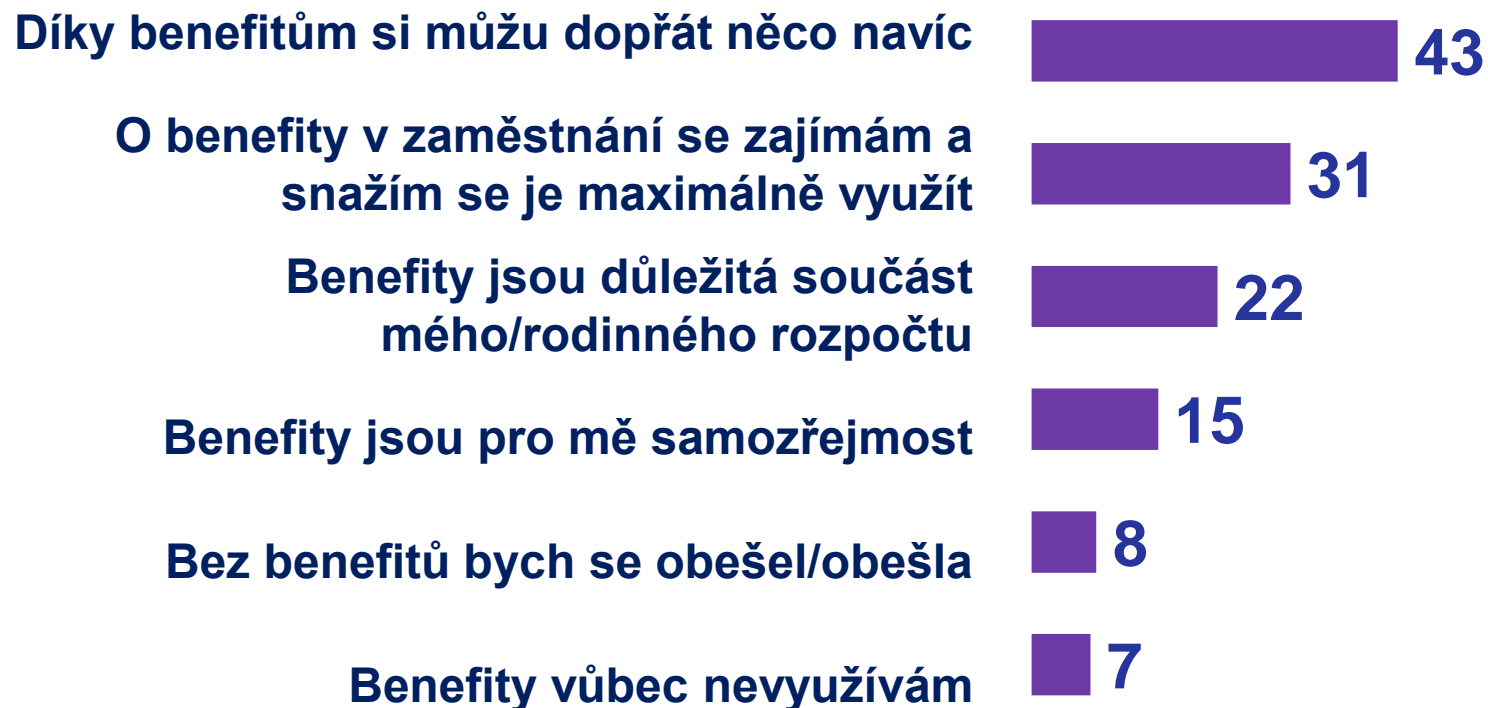 Díky benefitům si můžu dopřát něco navíc
43
O benefity v zaměstnání se zajímám a
snažím se je maximálně využít
31
Benefity jsou důležitá součást
mého/rodinného rozpočtu
22
Benefity jsou pro mě samozřejmost
15
Bez benefitů bych se obešel/obešla
8
Benefity vůbec nevyužívám
7